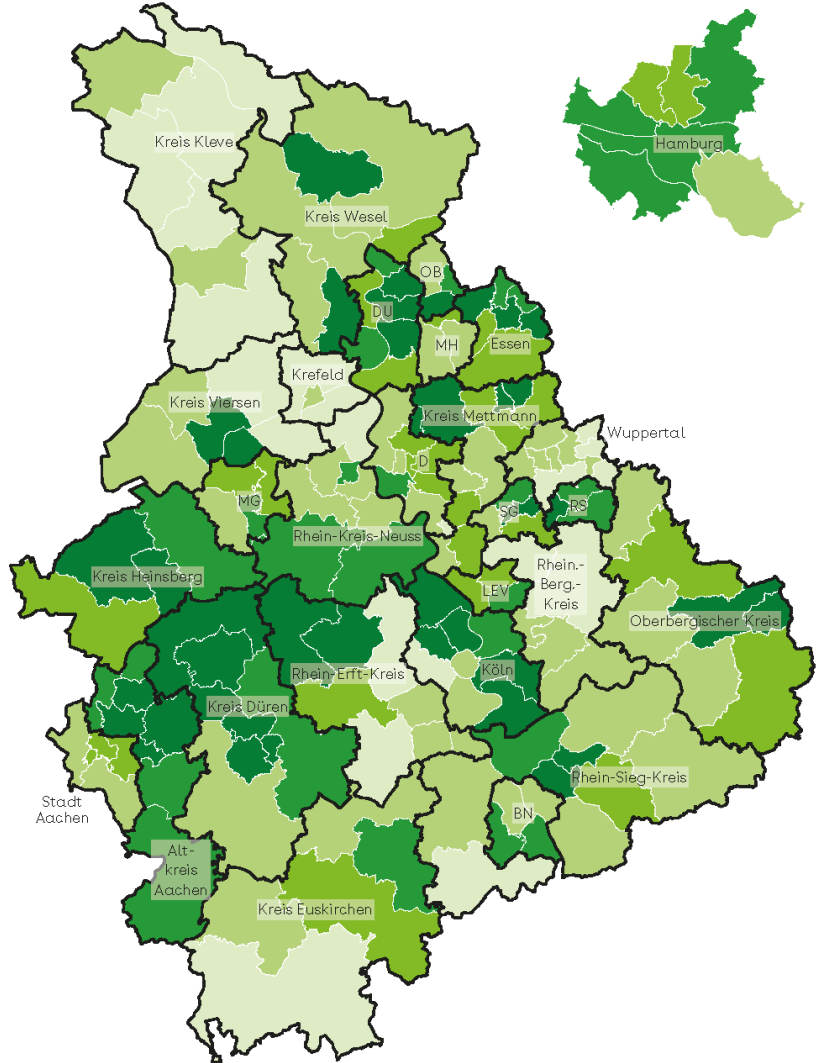 Kreis Kleve
Hamburg
Kreis Wesel
OB
DU
MH
Essen
Krefeld
Kreis Viersen
Kreis Mettmann
Wuppertal
D
MG
SG
RS
Rhein-Kreis-Neuss
Kreis Heinsberg
Rhein.-
Berg.-
Kreis
LEV
Oberbergischer Kreis
Rhein-Erft-Kreis
Köln
Kreis Düren
Rhein-Sieg-Kreis
Stadt
Aachen
BN
Alt-
kreis
Aachen
Kreis Euskirchen